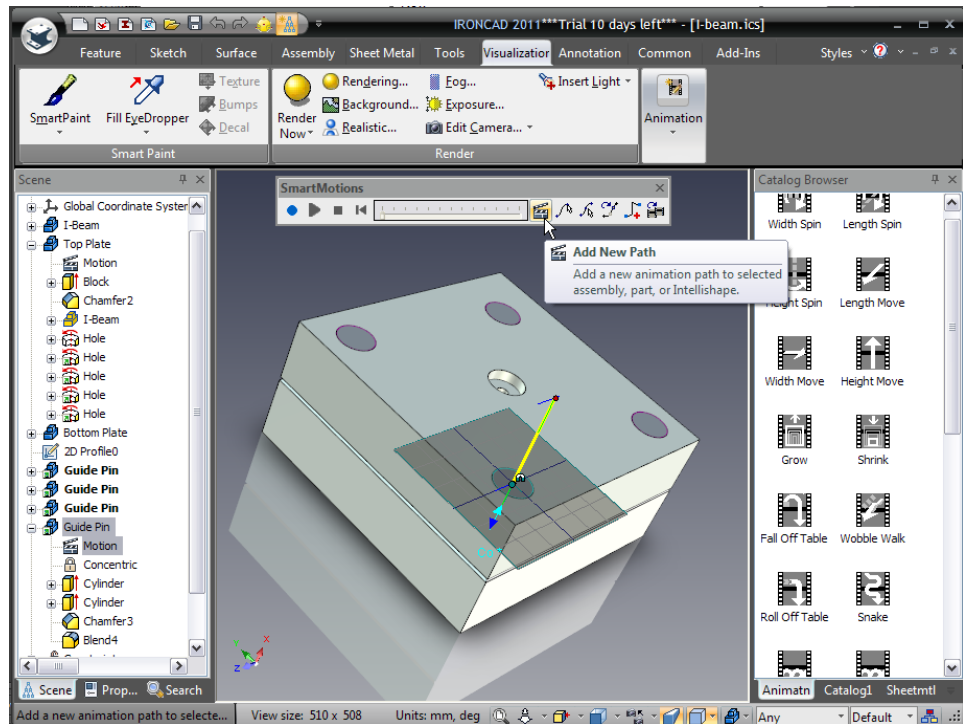 IRONCAD 2011***Trial 10 days left*** - [I-beam.ics]
Feature Sketch Surface Assembly Sheet Metal Tools Visualization Annotation Common Add-Ins Styles
SmartPaint
Fill EyeDropper
Texture
Bumps
Decal
Smart Paint
Render
Now
Rendering...
Background...
Realistic...
Fog...
Exposure...
Edit Camera...
Insert Light
Render
Animation
Scene
Global Coordinate System
I-Beam
Top Plate
Motion
Block
Chamfer2
I-Beam
Hole
Hole
Hole
Hole
Hole
Bottom Plate
2D Profile0
Guide Pin
Guide Pin
Guide Pin
Guide Pin
Motion
Concentric
Cylinder
Cylinder
Chamfer3
Blend4
Scene Prop... Search
SmartMotions
Add New Path
Add a new animation path to selected
assembly, part, or Intellishape.
Y X
Z
Catalog Browser
Width Spin Length Spin
Height Spin Length Move
Width Move Height Move
Grow Shrink
Fall Off Table Wobble Walk
Roll Off Table Snake
Animatn Catalog1 Sheetmtl
Add a new animation path to selecte... View size: 510 x 508 Units: mm, deg Any Default